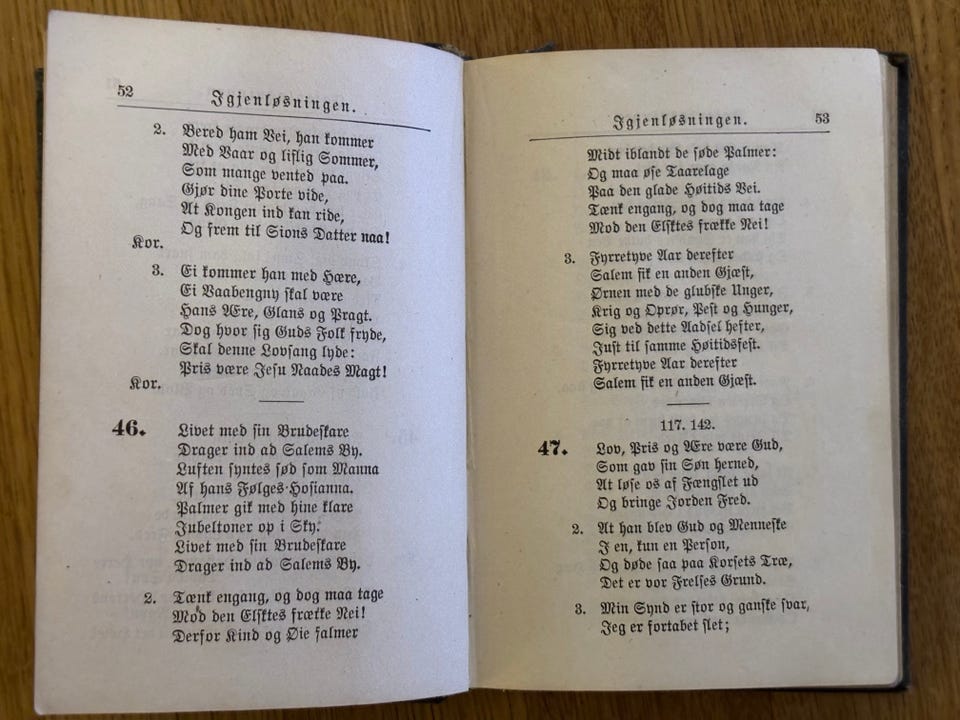 52
Igjenløsningen.
2. Bered ham Vei, han kommer
Med Vaar og liflig Sommer,
Som mange vented paa.
Gjør dine Porte vide,
At Kongen ind kan ride,
Og frem til Sions Datter naa!
Kor.
3. Ei kommer han med Hære,
Ei Vaabengny skal være
Hans Ære, Glans og Pragt.
Dog hvor sig Guds Folk fryde,
Skal denne Lovsang lyde:
Pris være Jesu Naades Magt!
Kor.
46. Livet med sin Brudeskare
Drager ind ad Salems By.
Luften syntes sød som Manna
Af hans Følges-Hosianna.
Palmer gik med hine klare
Jubeltoner op i Sky.
Livet med sin Brudeskare
Drager ind ad Salems By.
2. Tænk engang, og dog maa tage
Mod den Elsktes frække Nei!
Derfor Kind og Øie falmer
Igjenløsningen.
53
Midt iblandt de søde Palmer:
Og maa øse Taarelage
Paa den glade Høitids Vei.
Tænk engang, og dog maa tage
Mod den Elsktes frække Nei!
3. Fyrretyve Aar derefter
Salem fik en anden Gjæst,
Ørnen med de glubske Unger,
Krig og Oprør, Pest og Hunger,
Sig ved dette Aadsel hefter,
Just til samme Høitidsfest.
Fyrretyve Aar derefter
Salem fik en anden Gjæst.
117. 142.
47. Lov, Pris og Ære være Gud,
Som gav sin Søn herned,
At løse os af Fængslet ud
Og bringe Jorden Fred.
2. At han blev Gud og Menneske
I en, kun en Person,
Og døde saa paa Korsets Træ,
Det er vor Frelses Grund.
3. Min Synd er stor og ganske svar,
Jeg er fortabet slet;